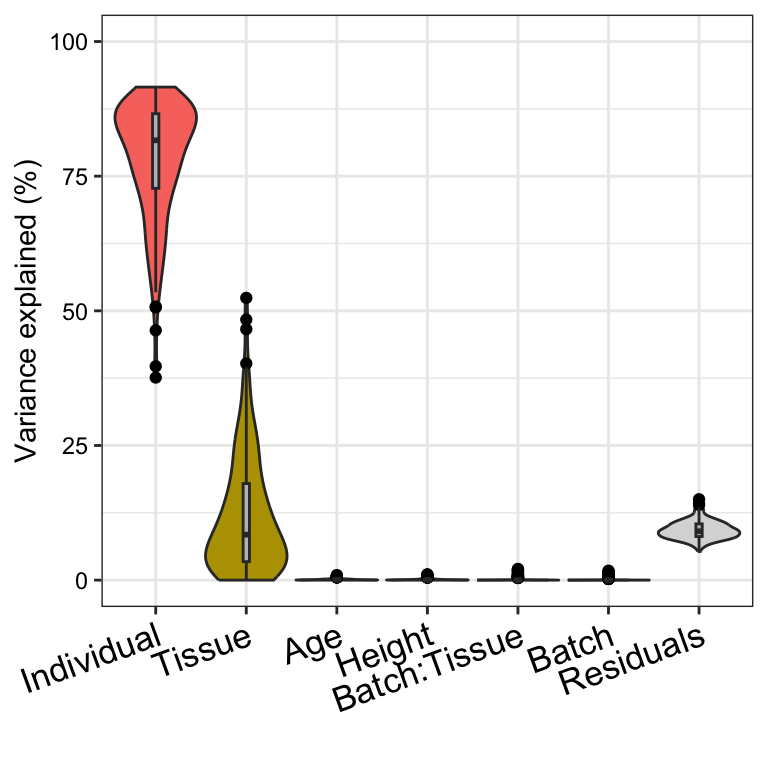 Variance explained (%)
100
75
50
25
0
Individual
Tissue
Age
Height
Batch:Tissue
Batch
Residuals